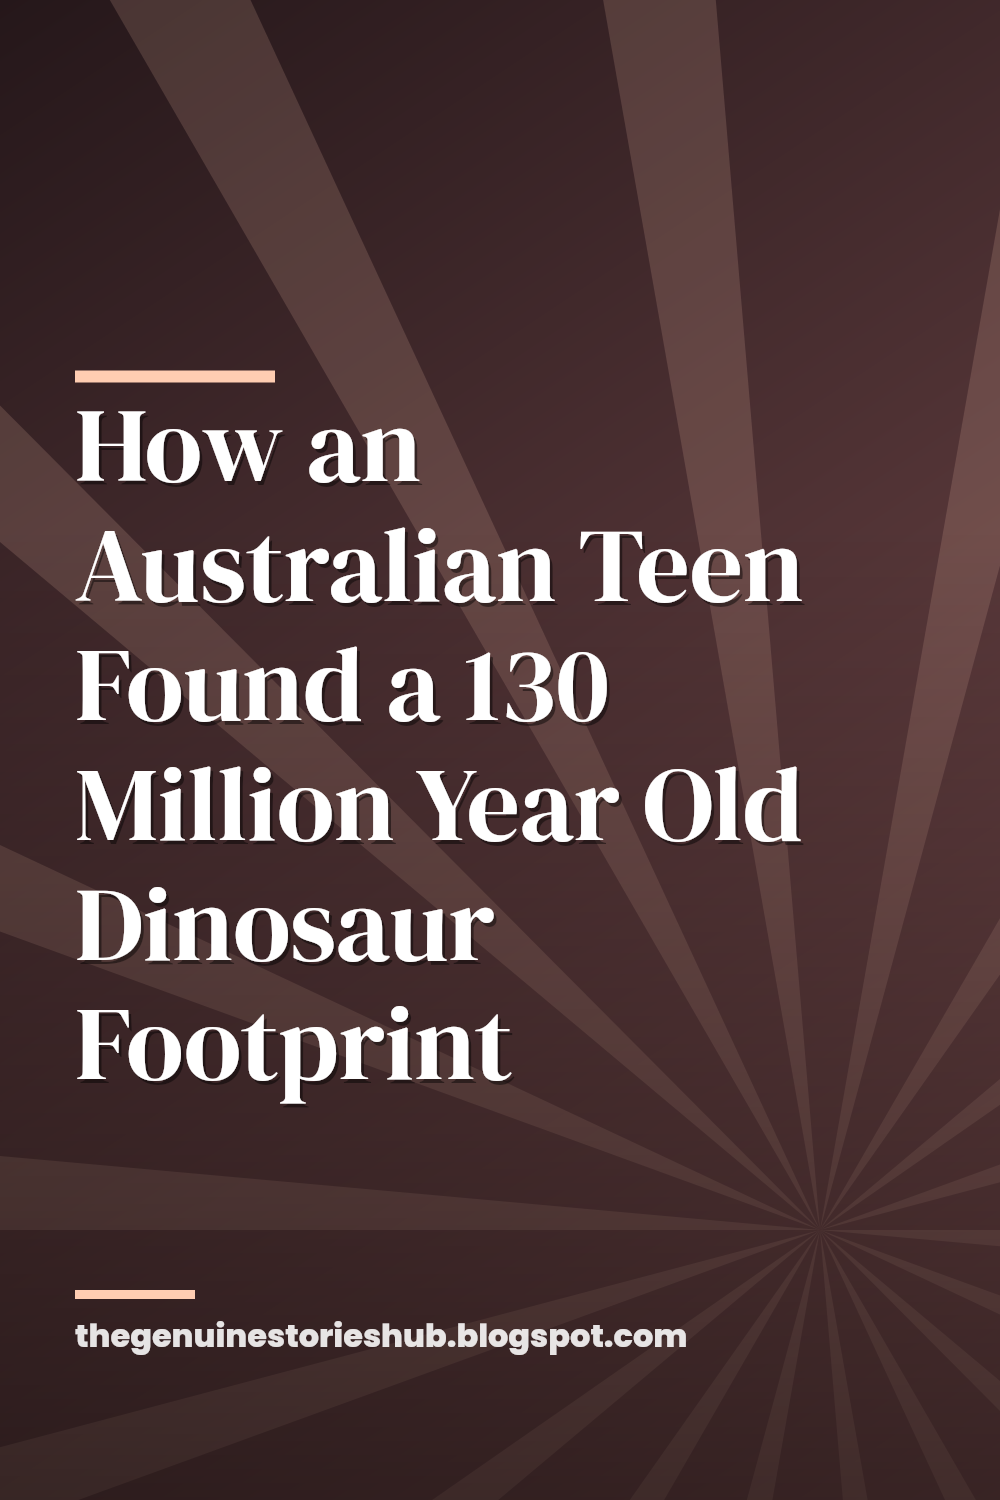 How an
Australian Teen
Found a 130
Million Year Old
Dinosaur
Footprint
thegenuinestorieshub.blogspot.com